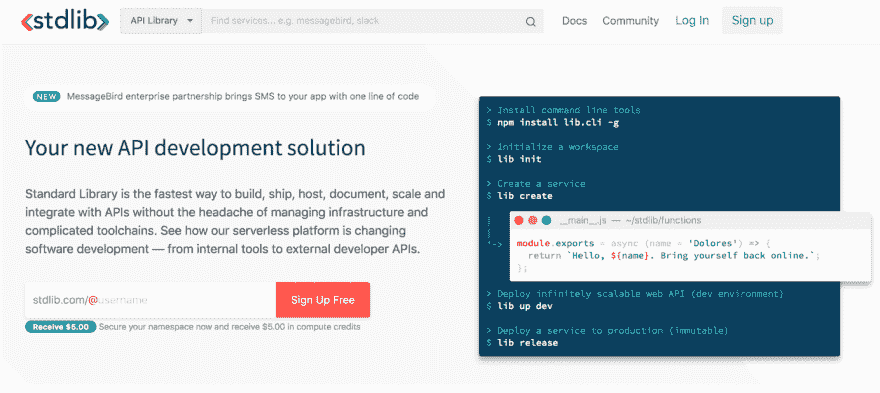 <stdlib>
API Library
Find services... e.g. messagebird, slack
Docs
Community
Log In
Sign up
NEW MessageBird enterprise partnership brings SMS to your app with one line of code
Your new API development solution
Standard Library is the fastest way to build, ship, host, document, scale and
integrate with APIs without the headache of managing infrastructure and
complicated toolchains. See how our serverless platform is changing
software development — from internal tools to external developer APIs.
stdlib.com/@username
Sign Up Free
Receive $5.00 Secure your namespace now and receive $5.00 in compute credits
> Install command line tools
$ npm install lib.cli -g
> Initialize a workspace
$ lib init
> Create a service
$ lib create
__main__.js — ~/stdlib/functions
module.exports = async (name = 'Dolores') => {
return `Hello, ${name}. Bring yourself back online.`;
};
> Deploy infinitely scalable web API (dev environment)
$ lib up dev
> Deploy a service to production (immutable)
$ lib release